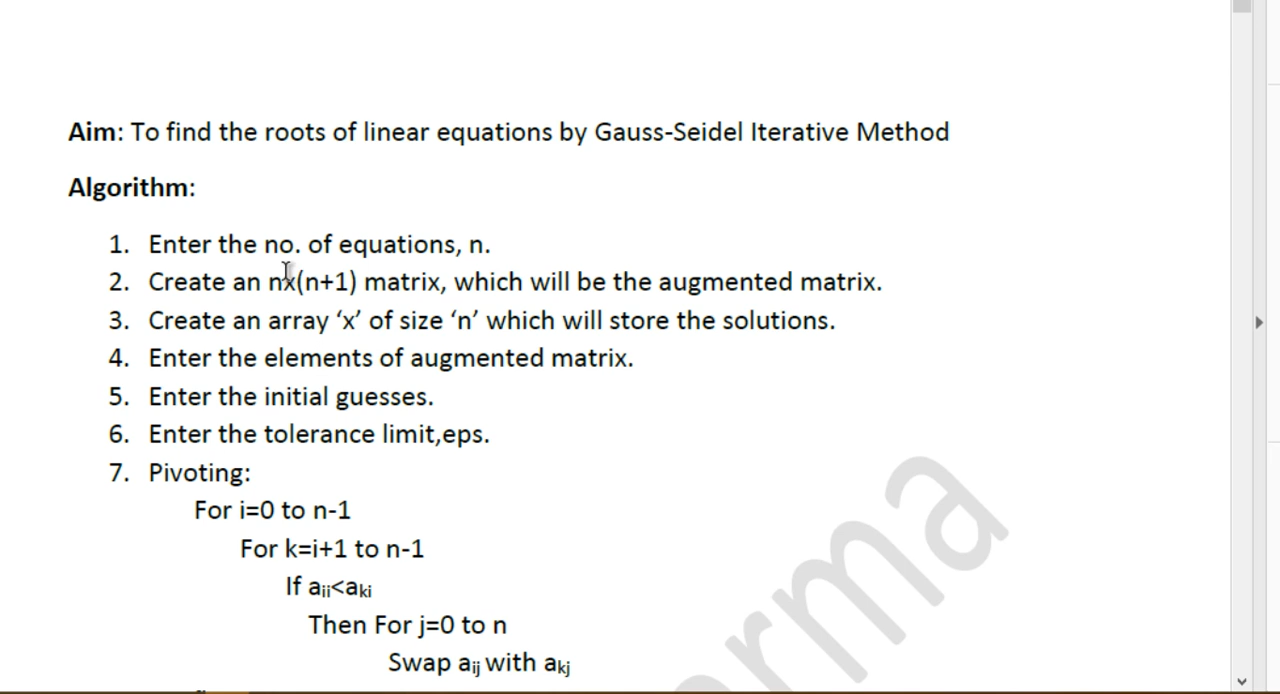 Aim: To find the roots of linear equations by Gauss-Seidel Iterative Method
Algorithm:
1. Enter the no. of equations, n.
2. Create an nx(n+1) matrix, which will be the augmented matrix.
3. Create an array ‘x’ of size ‘n’ which will store the solutions.
4. Enter the elements of augmented matrix.
5. Enter the initial guesses.
6. Enter the tolerance limit,eps.
7. Pivoting:
For i=0 to n-1
For k=i+1 to n-1
If aii<aki
Then For j=0 to n
Swap aij with akj